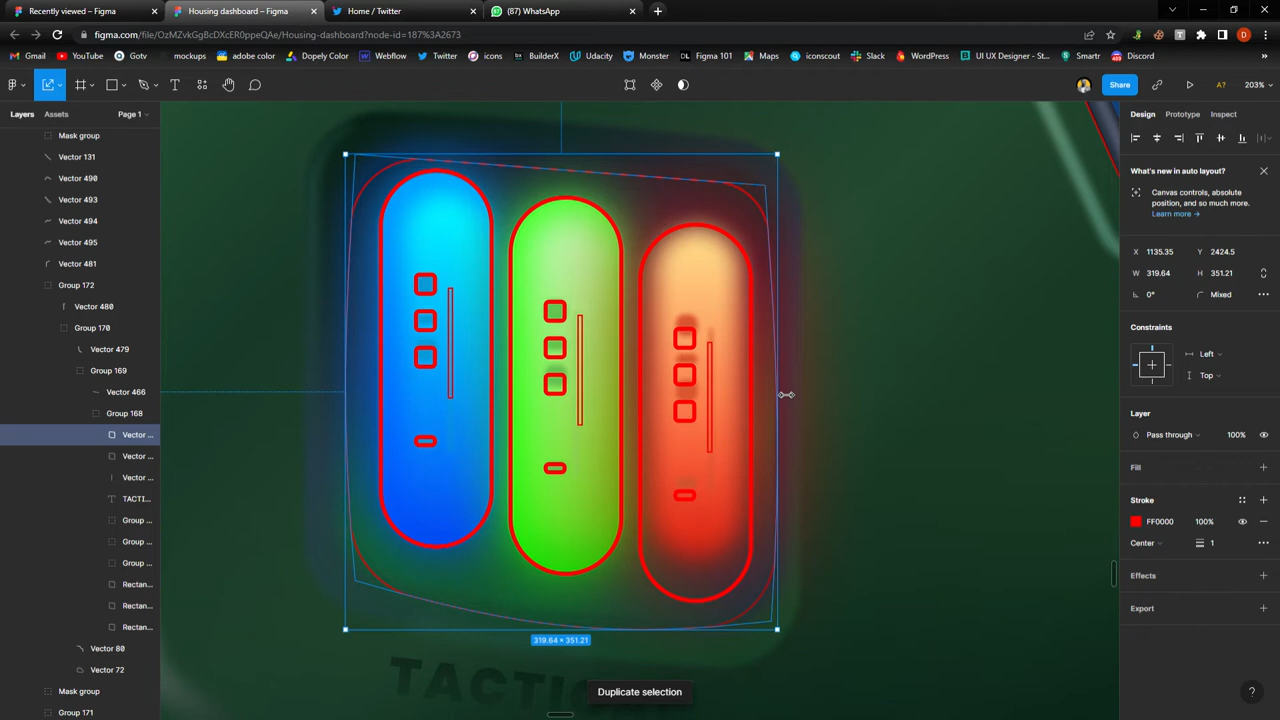 Recently viewed – Figma
Housing dashboard – Figma
Home / Twitter
(87) WhatsApp
figma.com/file/OzMZvkGgBcDXcER0ppeQAe/Housing-dashboard?node-id=187%3A2673
Gmail
YouTube
Gotv
mockups
adobe color
Dopely Color
Webflow
Twitter
icons
BuilderX
Udacity
Monster
Figma 101
Maps
iconscout
Slack
WordPress
UI UX Designer - St...
Smartr
Discord
Share
A?
203%
Layers
Assets
Page 1
Design
Prototype
Inspect
Mask group
Vector 131
Vector 490
Vector 493
Vector 494
Vector 495
Vector 481
Group 172
Vector 480
Group 170
Vector 479
Group 169
Vector 466
Group 168
Vector ...
Vector ...
Vector ...
TACTI...
Group ...
Group ...
Group ...
Rectan...
Rectan...
Rectan...
Vector 80
Vector 72
Mask group
Group 171
319.64 × 351.21
TACTIC
Duplicate selection
What's new in auto layout?
Canvas controls, absolute
position, and so much more.
Learn more →
X 1135.35 Y 2424.5
W 319.64 H 351.21
0° Mixed
Constraints
Left
Top
Layer
Pass through 100%
Fill
Stroke
FF0000 100%
Center 1
Effects
Export
?